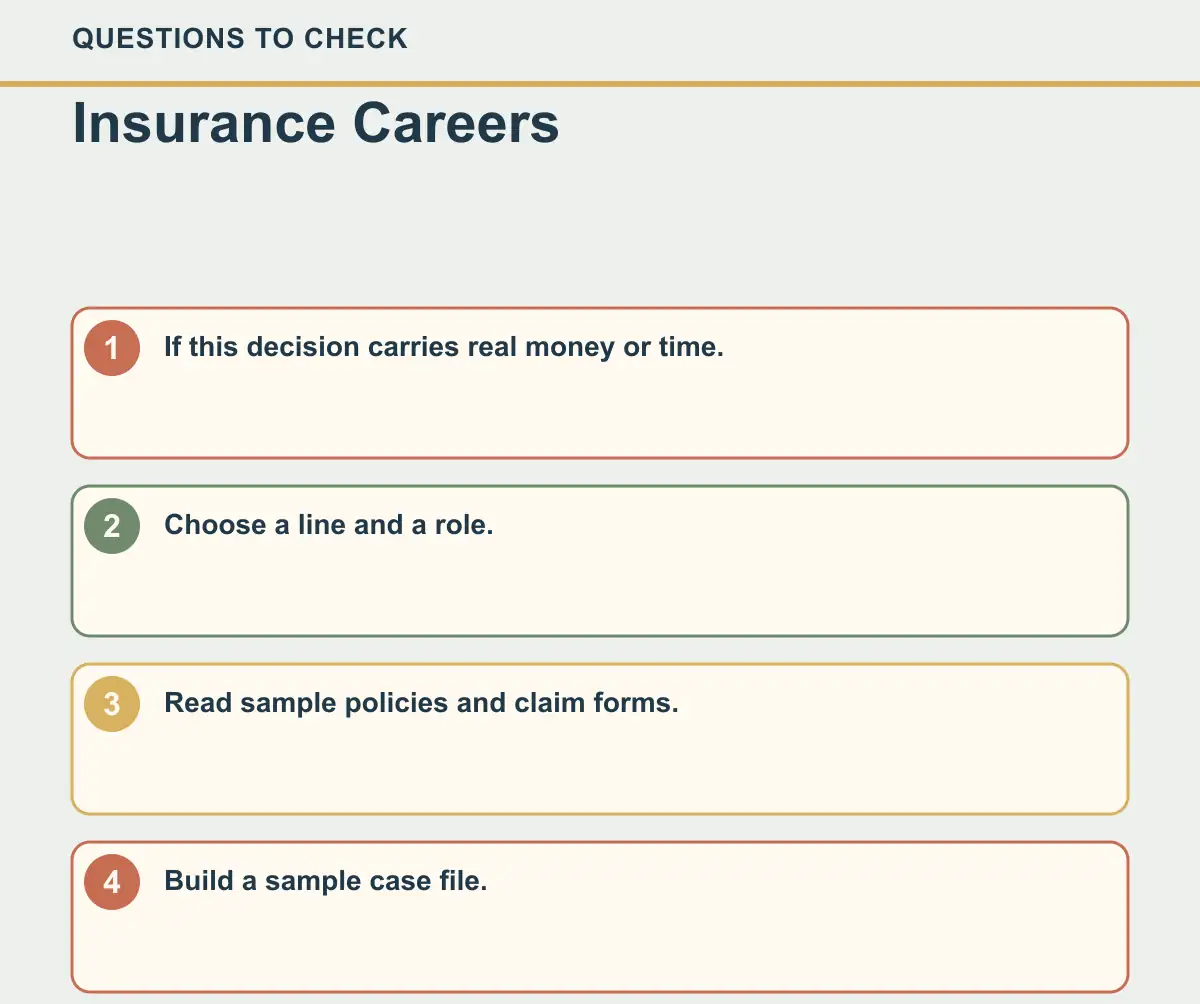 QUESTIONS TO CHECK
Insurance Careers
1 If this decision carries real money or time.
2 Choose a line and a role.
3 Read sample policies and claim forms.
4 Build a sample case file.